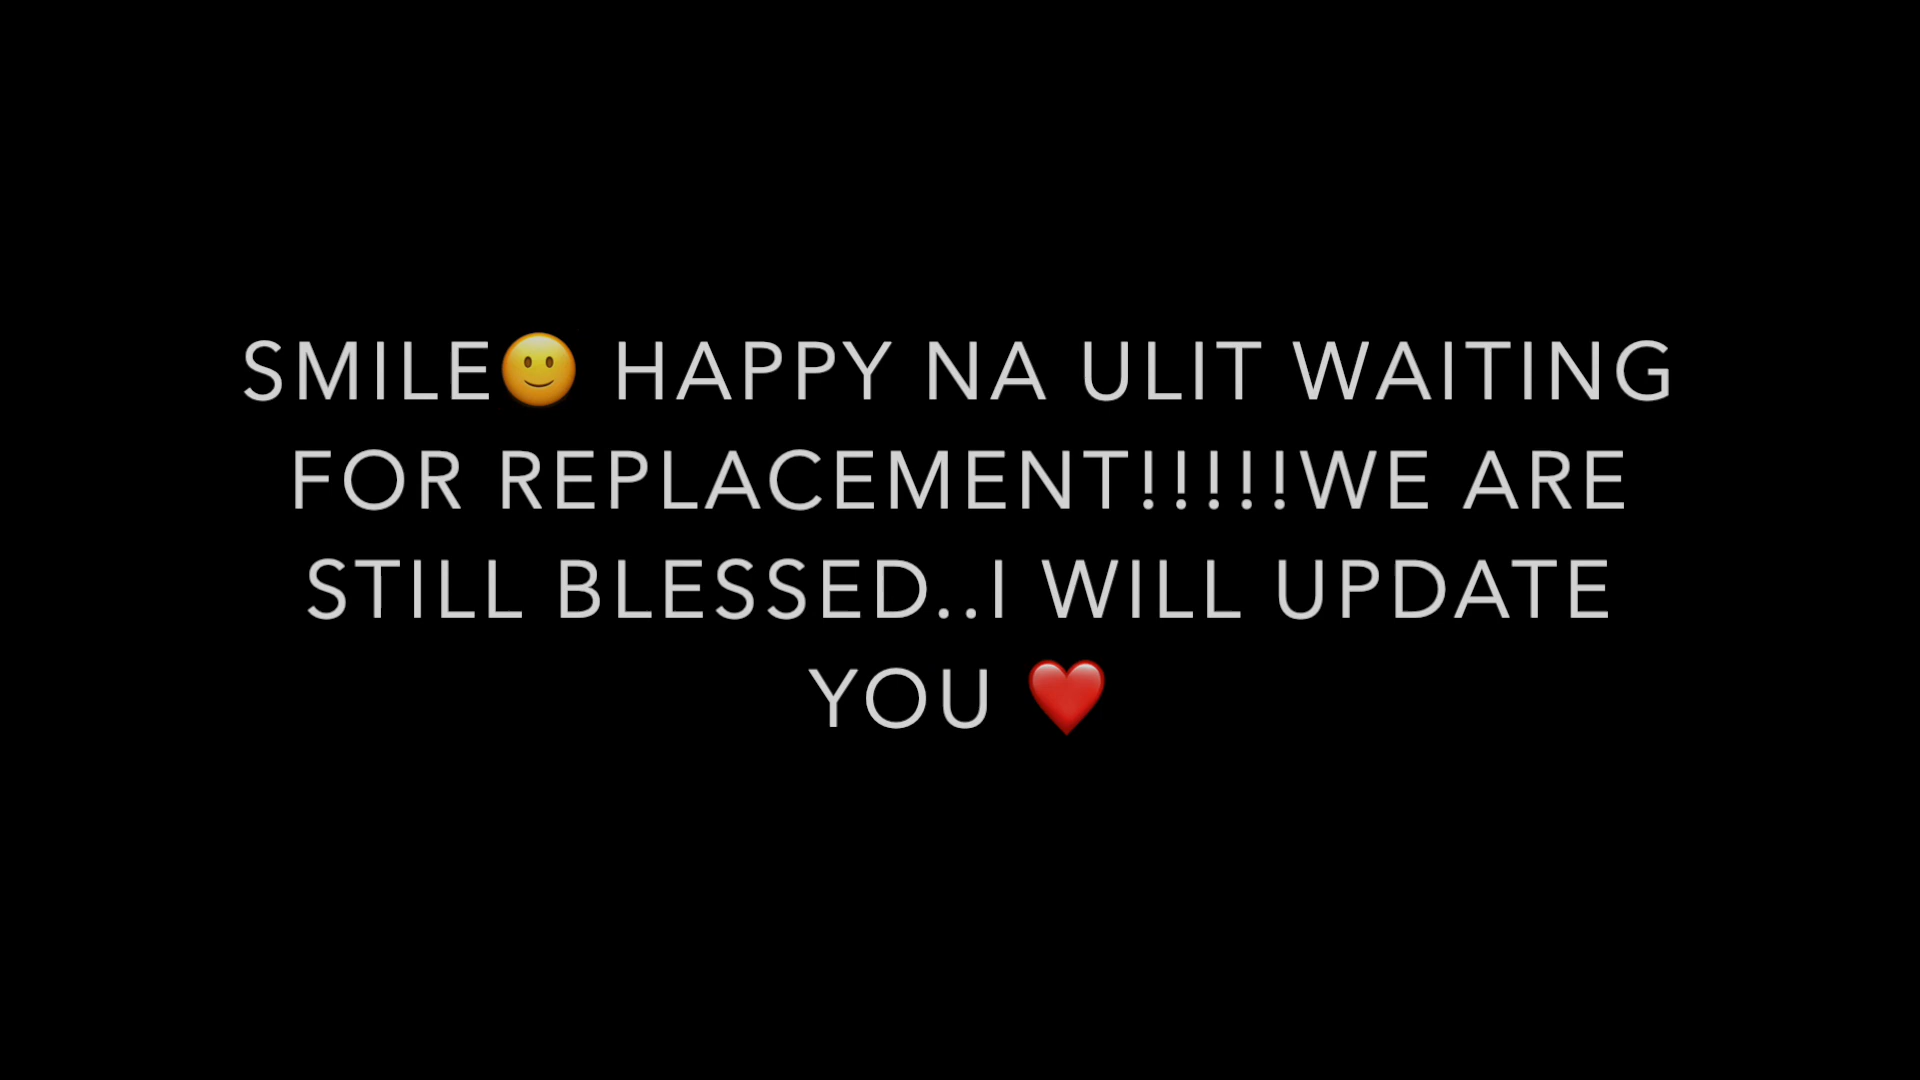 SMILE🙂 HAPPY NA ULIT WAITING
FOR REPLACEMENT!!!!!WE ARE
STILL BLESSED..I WILL UPDATE
YOU ❤️